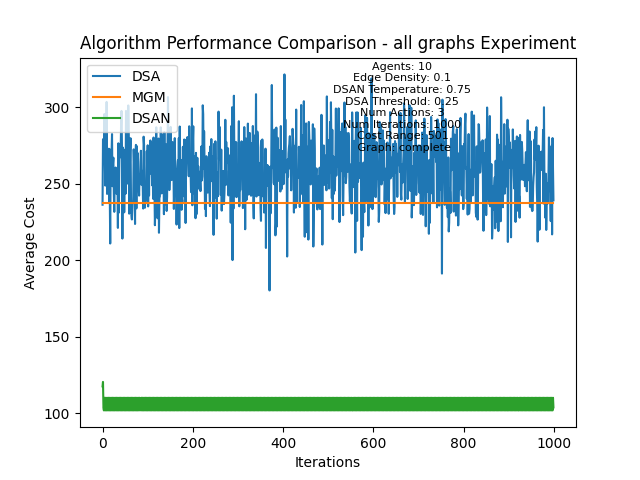 Algorithm Performance Comparison - all graphs Experiment
DSA
MGM
DSAN
Agents: 10
Edge Density: 0.1
DSAN Temperature: 0.75
DSA Threshold: 0.25
Num Actions: 3
Num Iterations: 1000
Cost Range: 501
Graph: complete
Average Cost
300
250
200
150
100
0
200
400
600
800
1000
Iterations